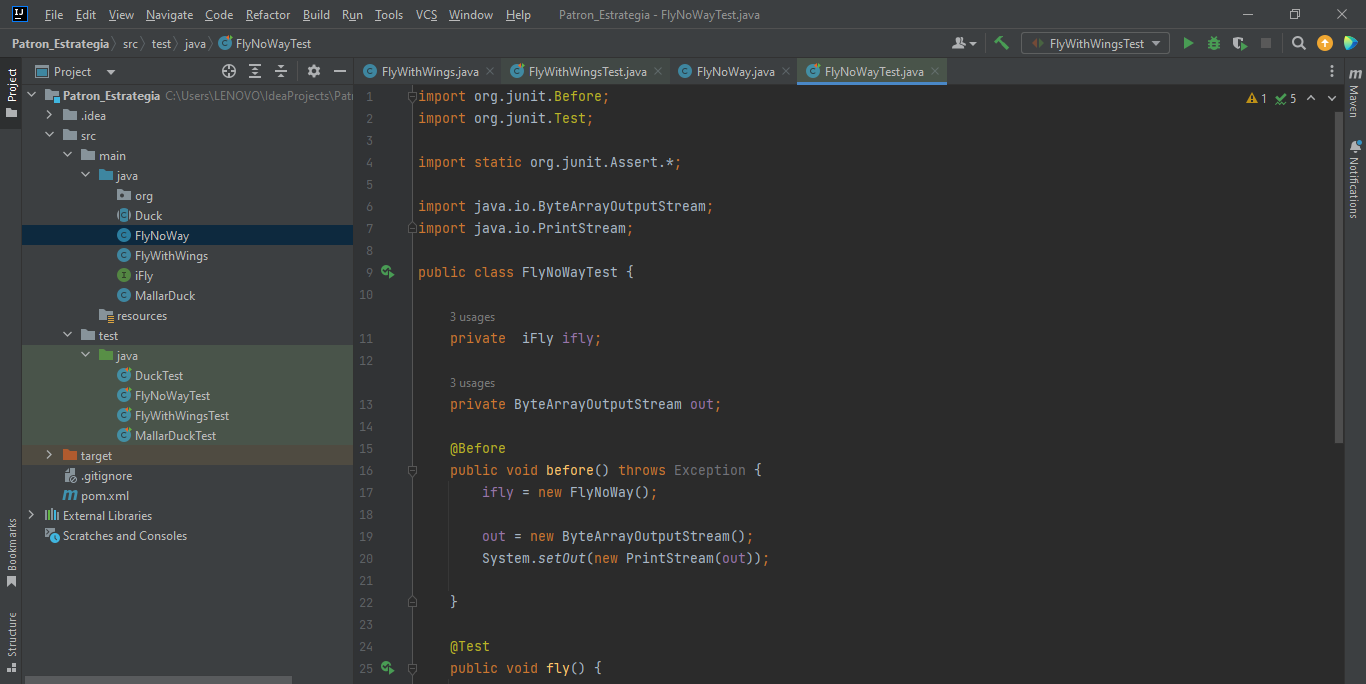 IJ File Edit View Navigate Code Refactor Build Run Tools VCS Window Help Patron_Estrategia - FlyNoWayTest.java
Patron_Estrategia src test java FlyNoWayTest FlyWithWingsTest
Project Project FlyWithWings.java FlyWithWingsTest.java FlyNoWay.java FlyNoWayTest.java
Patron_Estrategia C:\Users\LENOVO\IdeaProjects\Patr
.idea
src
main
java
org
Duck
FlyNoWay
FlyWithWings
iFly
MallarDuck
resources
test
java
DuckTest
FlyNoWayTest
FlyWithWingsTest
MallarDuckTest
target
.gitignore
pom.xml
External Libraries
Scratches and Consoles
Bookmarks
Structure
1 import org.junit.Before;
2 import org.junit.Test;
3
4 import static org.junit.Assert.*;
5
6 import java.io.ByteArrayOutputStream;
7 import java.io.PrintStream;
8
9 public class FlyNoWayTest {
10
3 usages
11 private iFly ifly;
12
3 usages
13 private ByteArrayOutputStream out;
14
15 @Before
16 public void before() throws Exception {
17 ifly = new FlyNoWay();
18
19 out = new ByteArrayOutputStream();
20 System.setOut(new PrintStream(out));
21
22 }
23
24 @Test
25 public void fly() {
1 5
m
Maven
Notifications